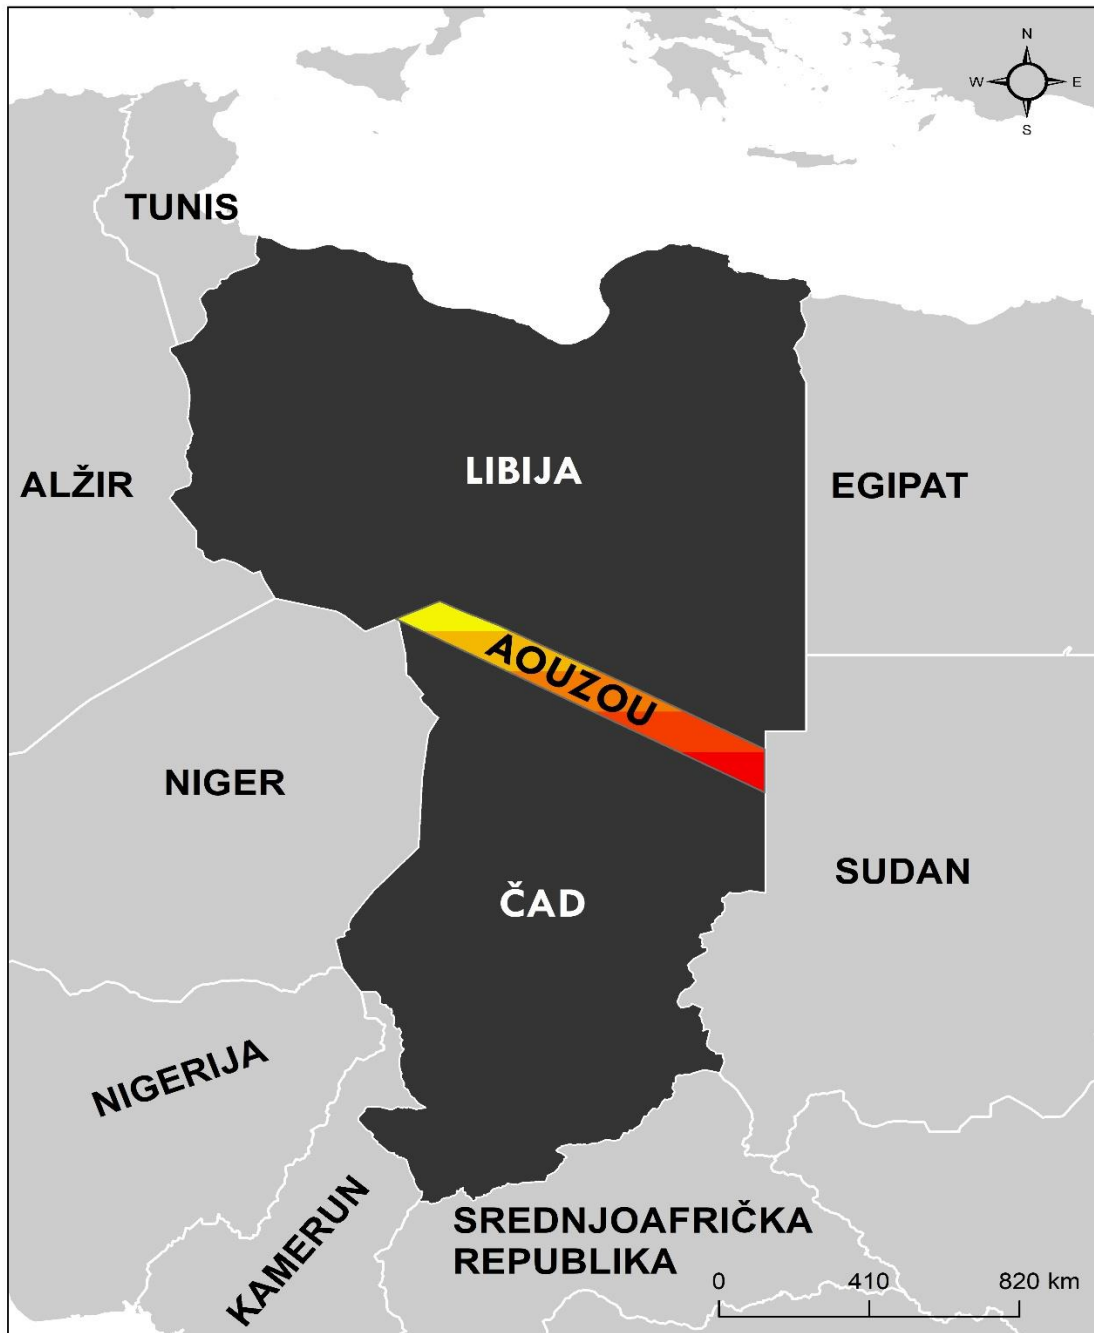 N
W E
S
TUNIS
LIBIJA
ALŽIR
EGIPAT
AOUZOU
NIGER
SUDAN
ČAD
NIGERIJA
KAMERUN
SREDNJOAFRIČKA
REPUBLIKA
0 410 820 km